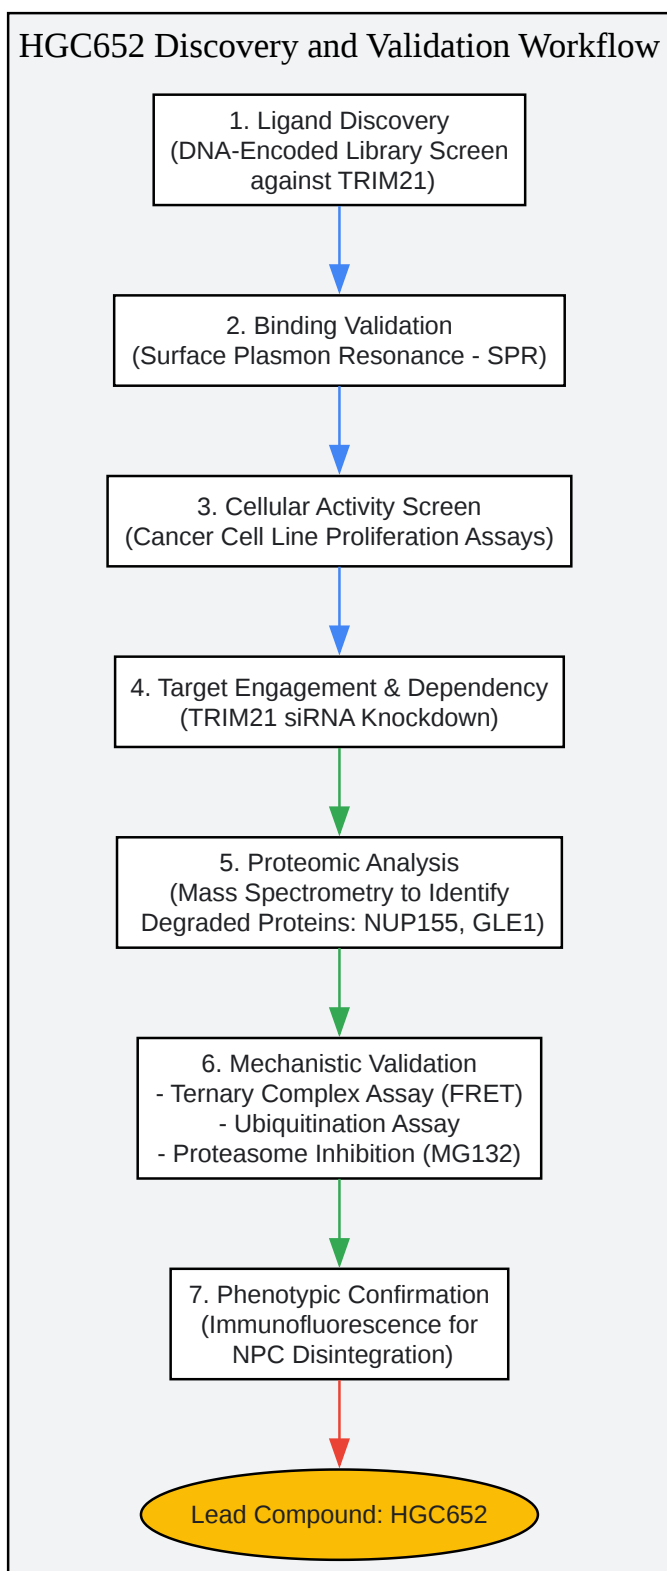 HGC652 Discovery and Validation Workflow
1. Ligand Discovery
(DNA-Encoded Library Screen
against TRIM21)
2. Binding Validation
(Surface Plasmon Resonance - SPR)
3. Cellular Activity Screen
(Cancer Cell Line Proliferation Assays)
4. Target Engagement & Dependency
(TRIM21 siRNA Knockdown)
5. Proteomic Analysis
(Mass Spectrometry to Identify
Degraded Proteins: NUP155, GLE1)
6. Mechanistic Validation
- Ternary Complex Assay (FRET)
- Ubiquitination Assay
- Proteasome Inhibition (MG132)
7. Phenotypic Confirmation
(Immunofluorescence for
NPC Disintegration)
Lead Compound: HGC652